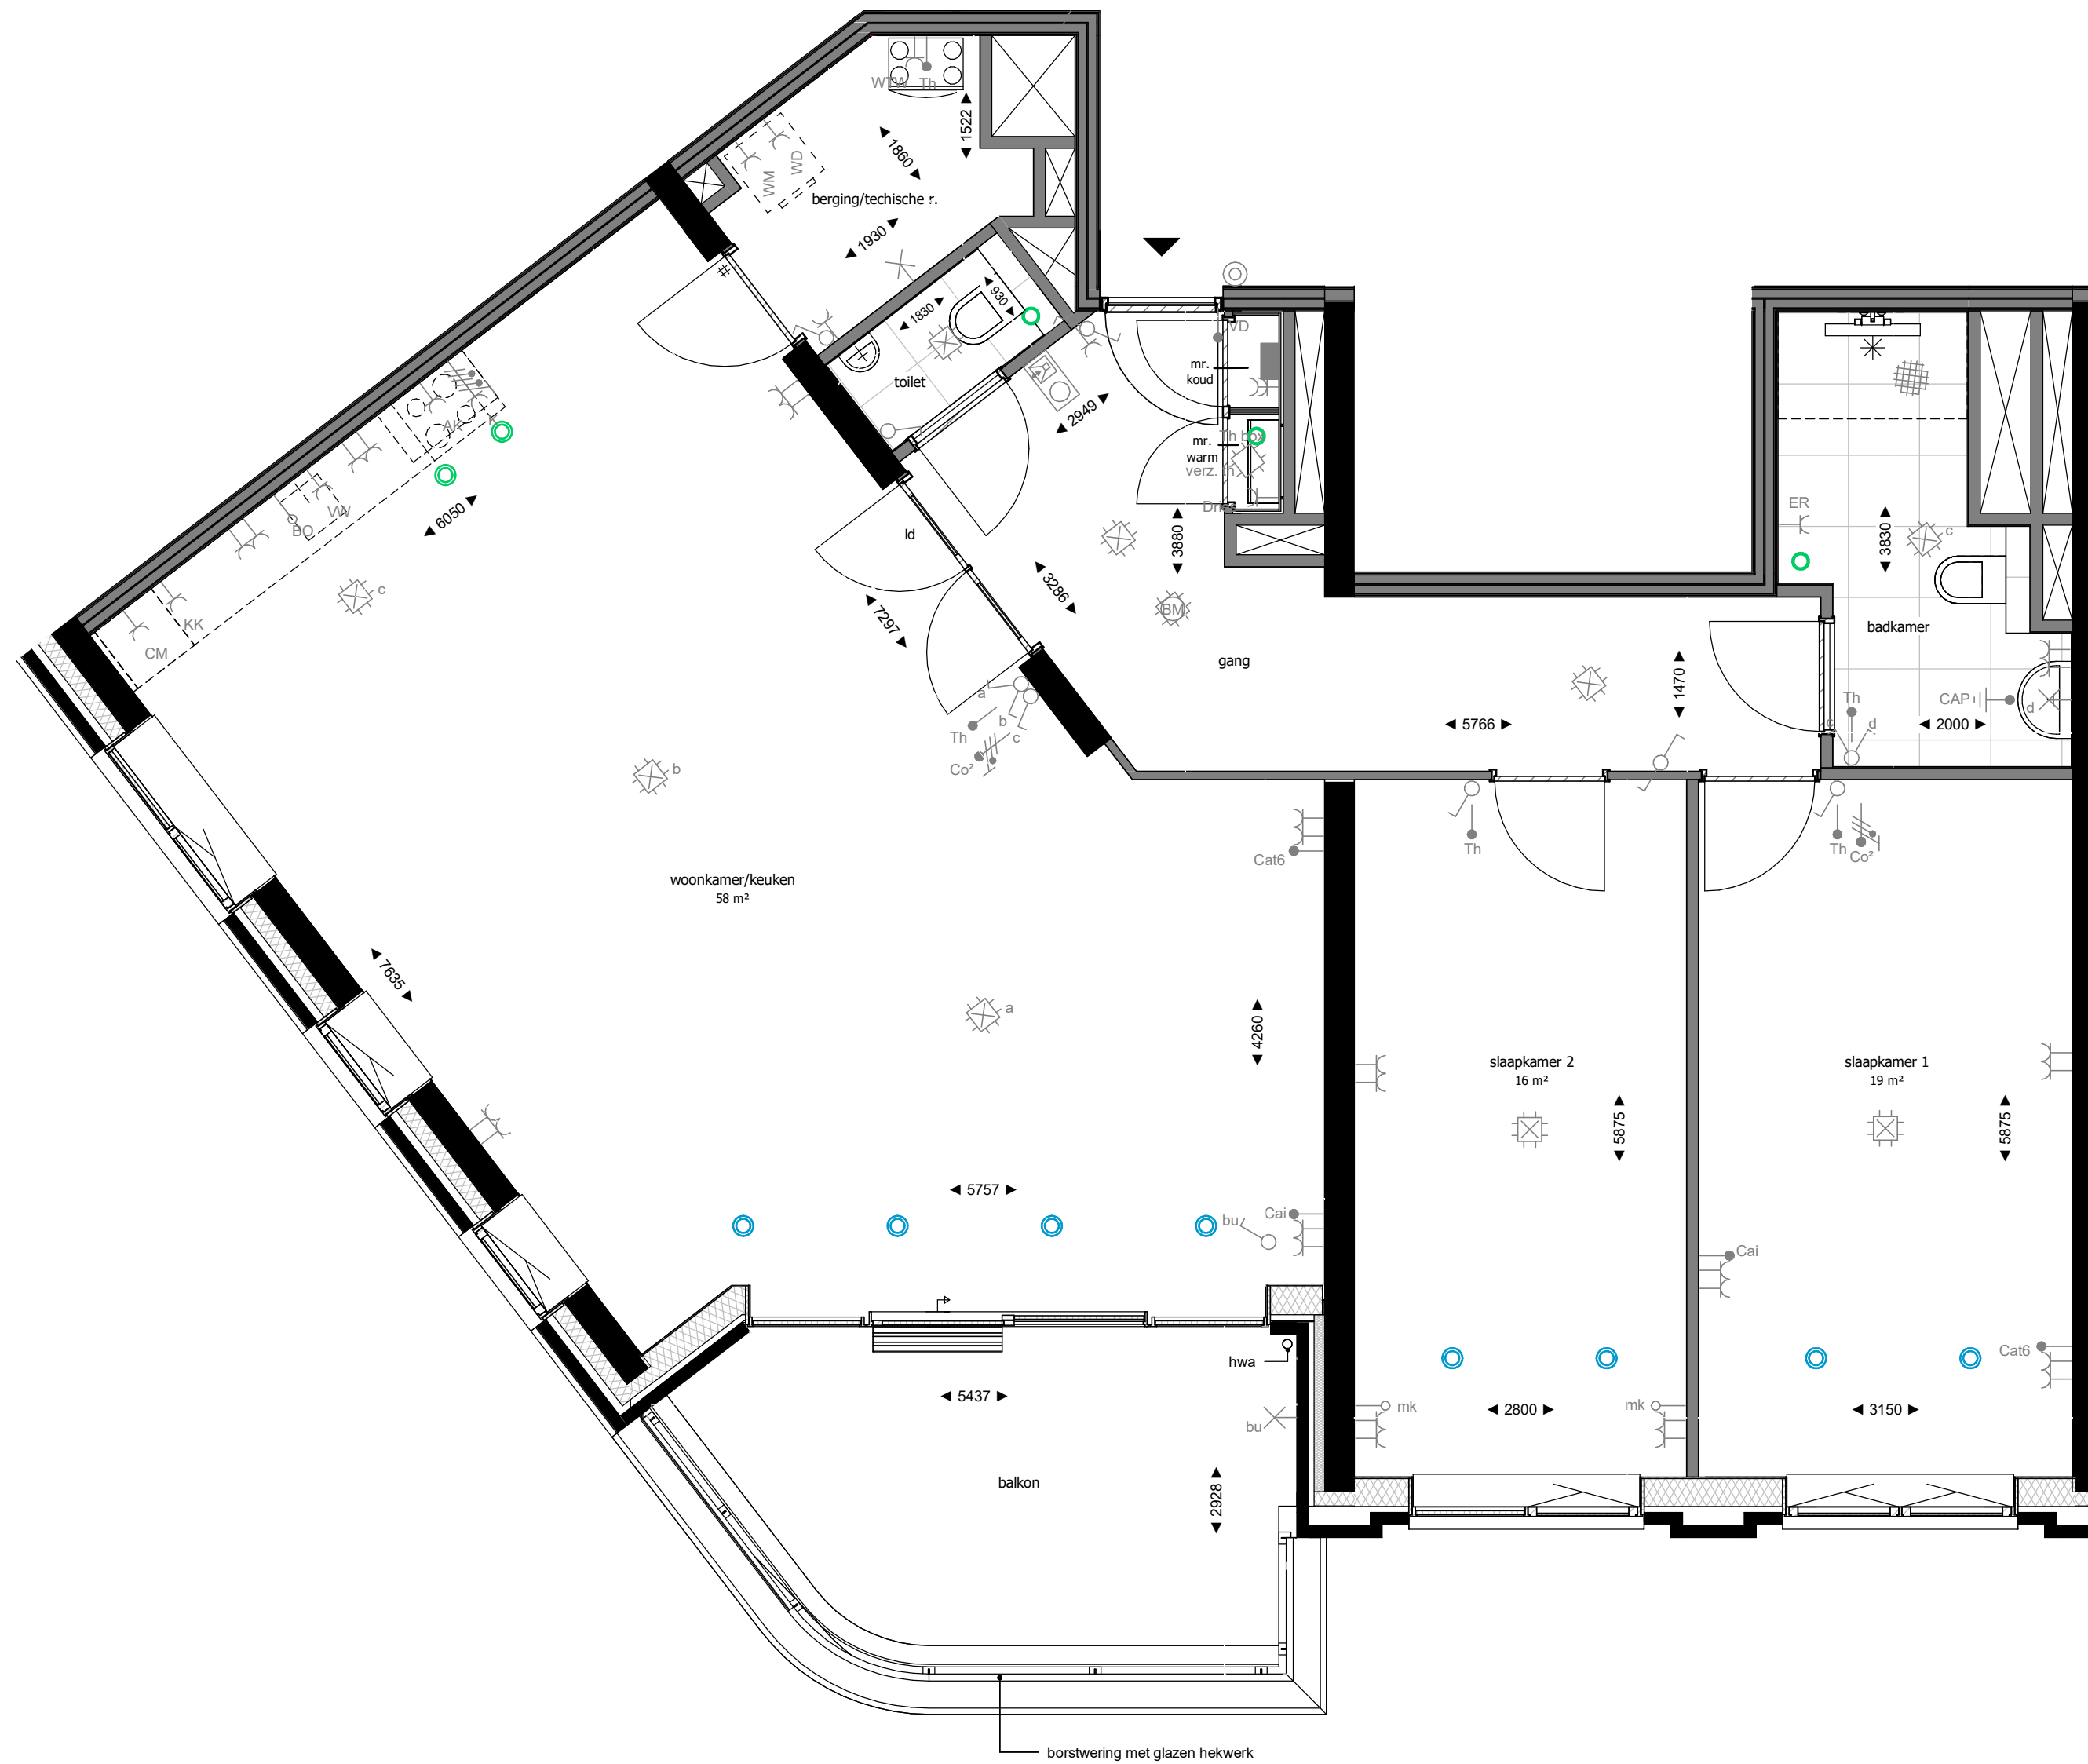 WTW Th
1522
1860
WM
WD
berging/techische r.
1930
930
1830
toilet
VD
mr.
koud
2949
mr.
warm
Th box
verz.
AK
K
VW
BO
6050
ld
3880
ER
3830
c
KK
CM
c
3286
BM
7297
badkamer
gang
1470
5766
CAP
d
Th
c d
2000
a
b
c
Th
Co²
b
Cat6
Th
Th
Co²
woonkamer/keuken
58 m²
7635
a
4260
slaapkamer 2
16 m²
slaapkamer 1
19 m²
5875
5875
5757
bu
Cai
Cai
hwa
Cat6
5437
bu
mk
2800
mk
3150
balkon
2928
borstwering met glazen hekwerk